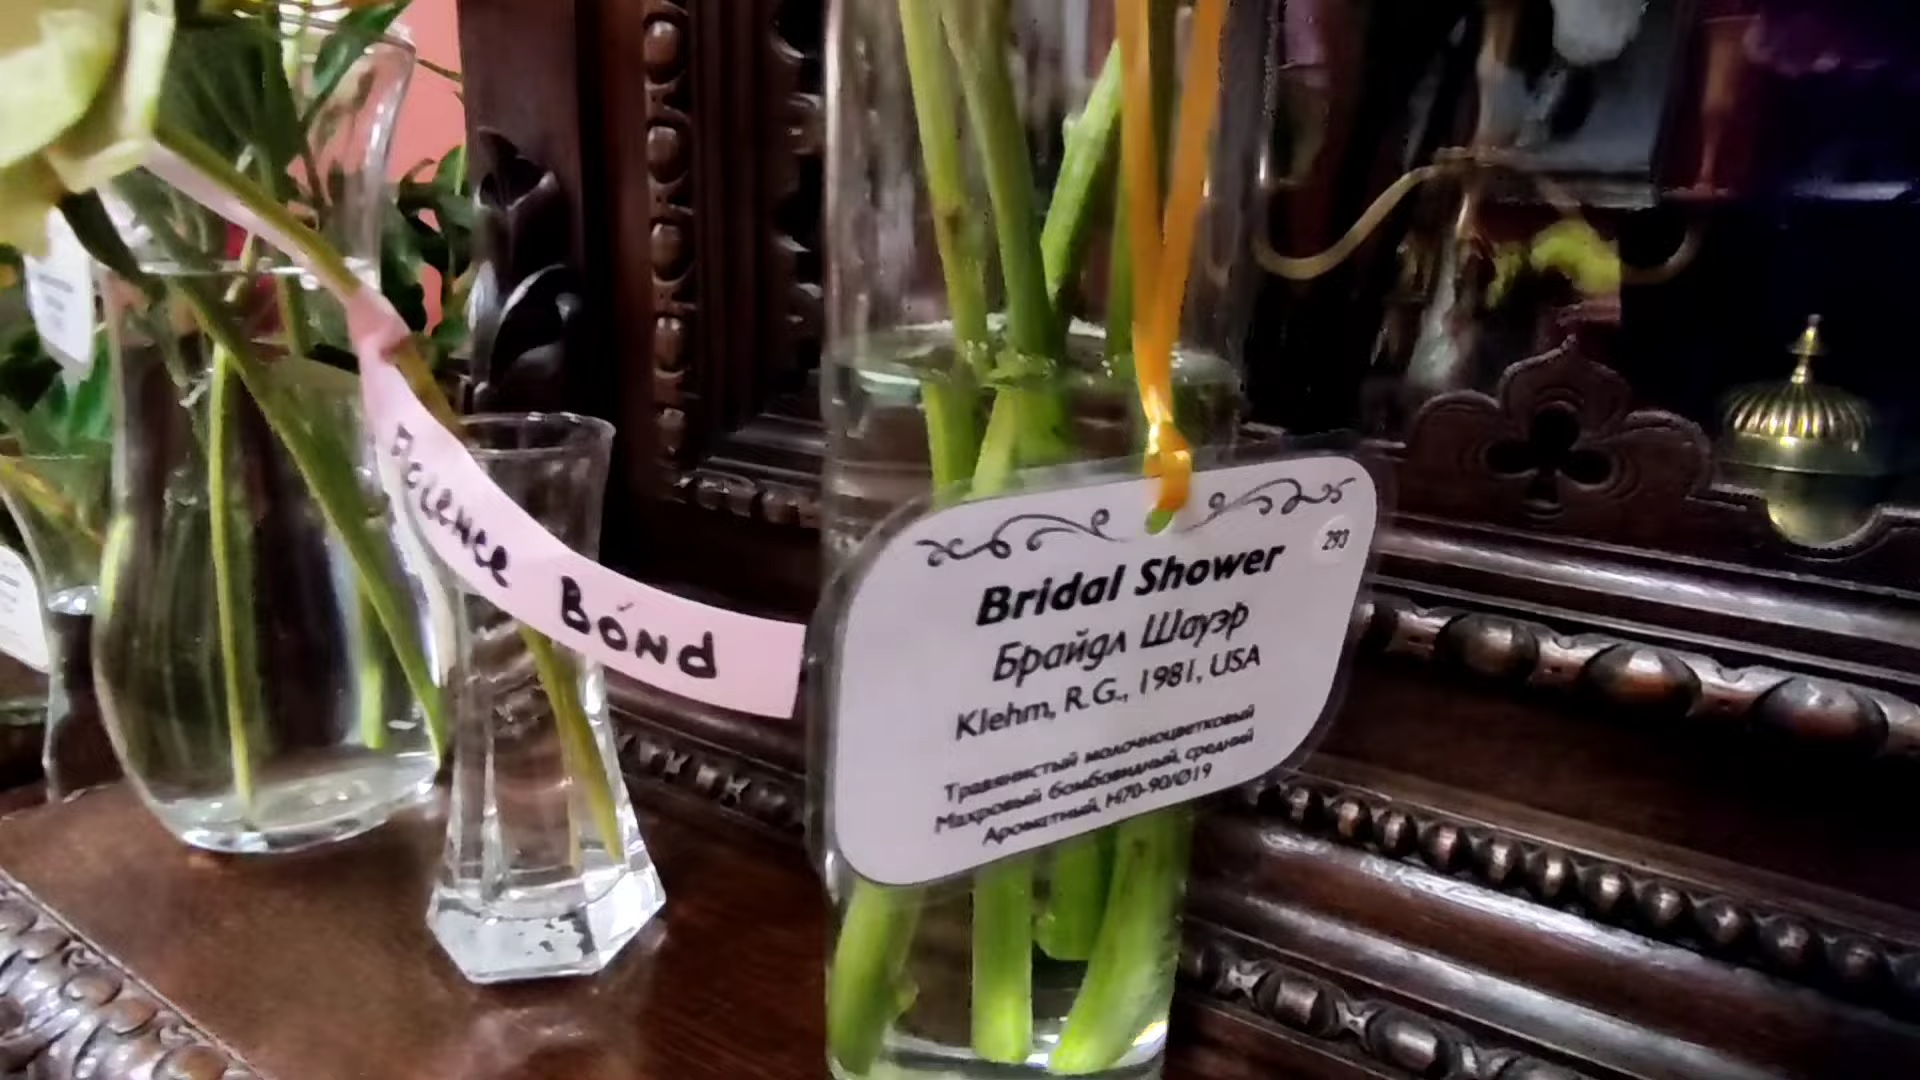 Florence Bond
293
Bridal Shower
Брайдл Шауэр
Klehm, R.G., 1981, USA
Травянистый молочноцветковый
Махровый бомбовидный, средний
Ароматный, H70-90/Ø19